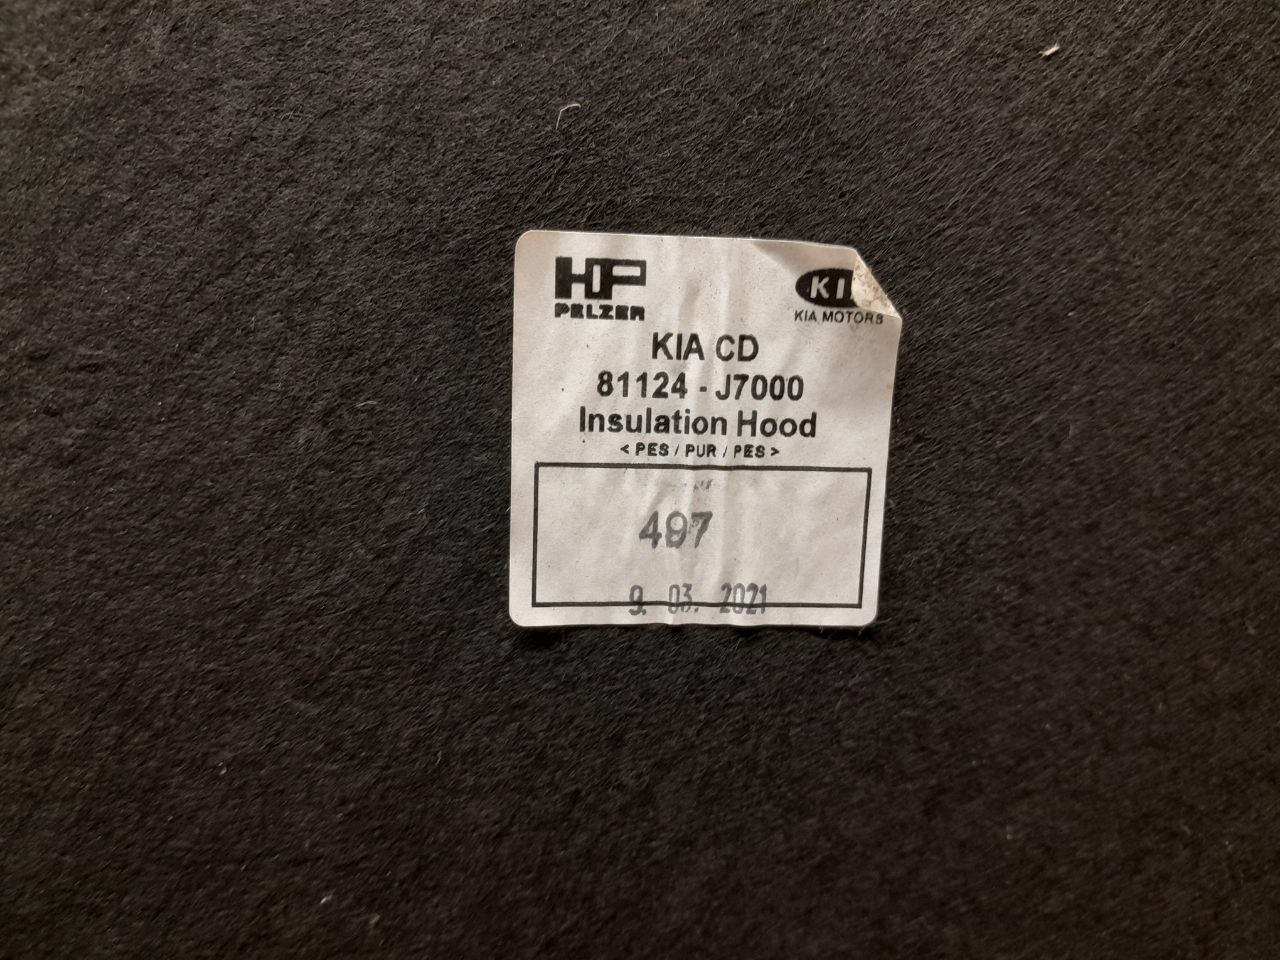 HP
PELZER
KI
KIA MOTORS
KIA CD
81124 - J7000
Insulation Hood
< PES / PUR / PES >
497
9. 03. 2021